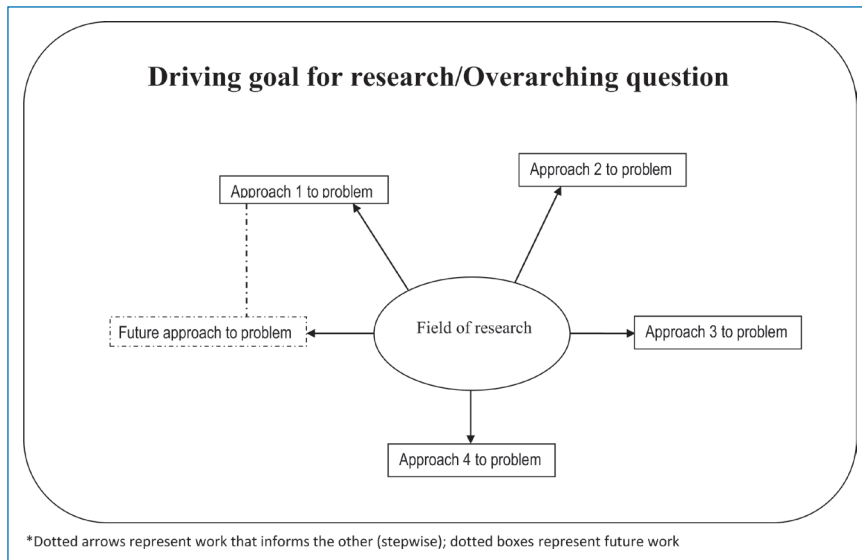 Driving goal for research/Overarching question
Approach 2 to problem
Approach 1 to problem
Field of research
Future approach to problem
Approach 3 to problem
Approach 4 to problem
*Dotted arrows represent work that informs the other (stepwise); dotted boxes represent future work